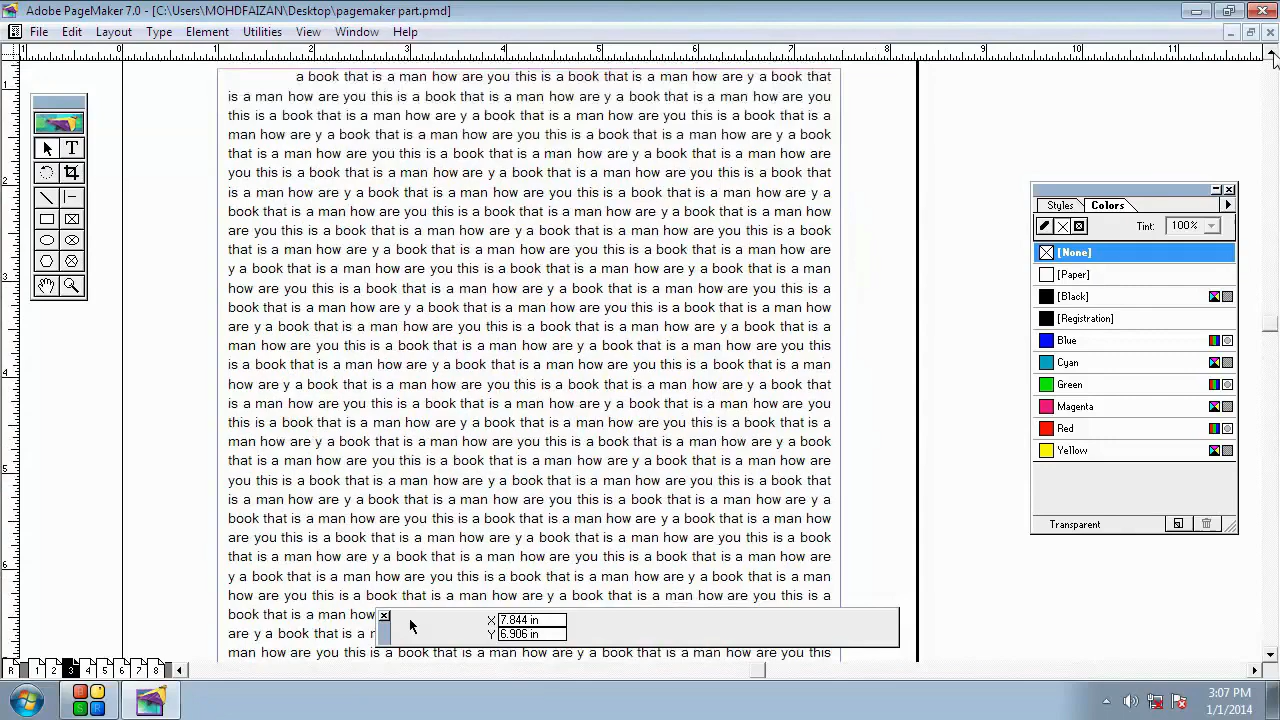 Adobe PageMaker 7.0 - [C:\Users\MOHDFAIZAN\Desktop\pagemaker part.pmd]
File Edit Layout Type Element Utilities View Window Help
1 0 1 2 3 4 5 6 7 8 9 10 11
a book that is a man how are you this is a book that is a man how are y a book that
is a man how are you this is a book that is a man how are y a book that is a man how are you
this is a book that is a man how are y a book that is a man how are you this is a book that is a
man how are y a book that is a man how are you this is a book that is a man how are y a book
that is a man how are you this is a book that is a man how are y a book that is a man how are
you this is a book that is a man how are y a book that is a man how are you this is a book that
is a man how are y a book that is a man how are you this is a book that is a man how are y a
book that is a man how are you this is a book that is a man how are y a book that is a man how
are you this is a book that is a man how are y a book that is a man how are you this is a book
that is a man how are y a book that is a man how are you this is a book that is a man how are
y a book that is a man how are you this is a book that is a man how are y a book that is a man
how are you this is a book that is a man how are y a book that is a man how are you this is a
book that is a man how are y a book that is a man how are you this is a book that is a man how
are y a book that is a man how are you this is a book that is a man how are y a book that is a
man how are you this is a book that is a man how are y a book that is a man how are you this
is a book that is a man how are y a book that is a man how are you this is a book that is a man
how are y a book that is a man how are you this is a book that is a man how are y a book that
is a man how are you this is a book that is a man how are y a book that is a man how are you
this is a book that is a man how are y a book that is a man how are you this is a book that is a
man how are y a book that is a man how are you this is a book that is a man how are y a book
that is a man how are you this is a book that is a man how are y a book that is a man how are
you this is a book that is a man how are y a book that is a man how are you this is a book that
is a man how are y a book that is a man how are you this is a book that is a man how are y a
book that is a man how are you this is a book that is a man how are y a book that is a man how
are you this is a book that is a man how are y a book that is a man how are you this is a book
that is a man how are y a book that is a man how are you this is a book that is a man how are
y a book that is a man how are you this is a book that is a man how are y a book that is a man
how are you this is a book that is a man how are y a book that is a man how are you this is a
book that is a man how
are y a book that is a
man how are you this is a book that is a man how are y a book that is a man how are you this
1
2
3
4
5
6
T
Styles Colors
Tint: 100%
[None]
[Paper]
[Black]
[Registration]
Blue
Cyan
Green
Magenta
Red
Yellow
Transparent
X 7.844 in
Y 6.906 in
R 1 2 3 4 5 6 7 8
3:07 PM
1/1/2014